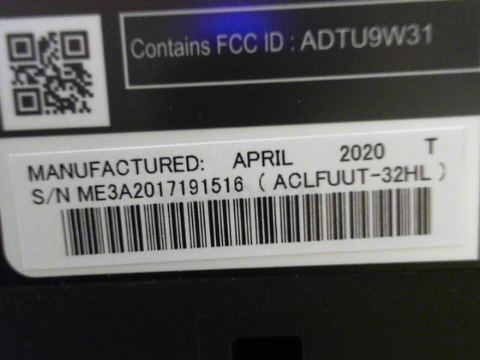 Contains FCC ID : ADTU9W31
MANUFACTURED: APRIL 2020 T
S/N ME3A2017191516 ( ACLFUUT-32HL )